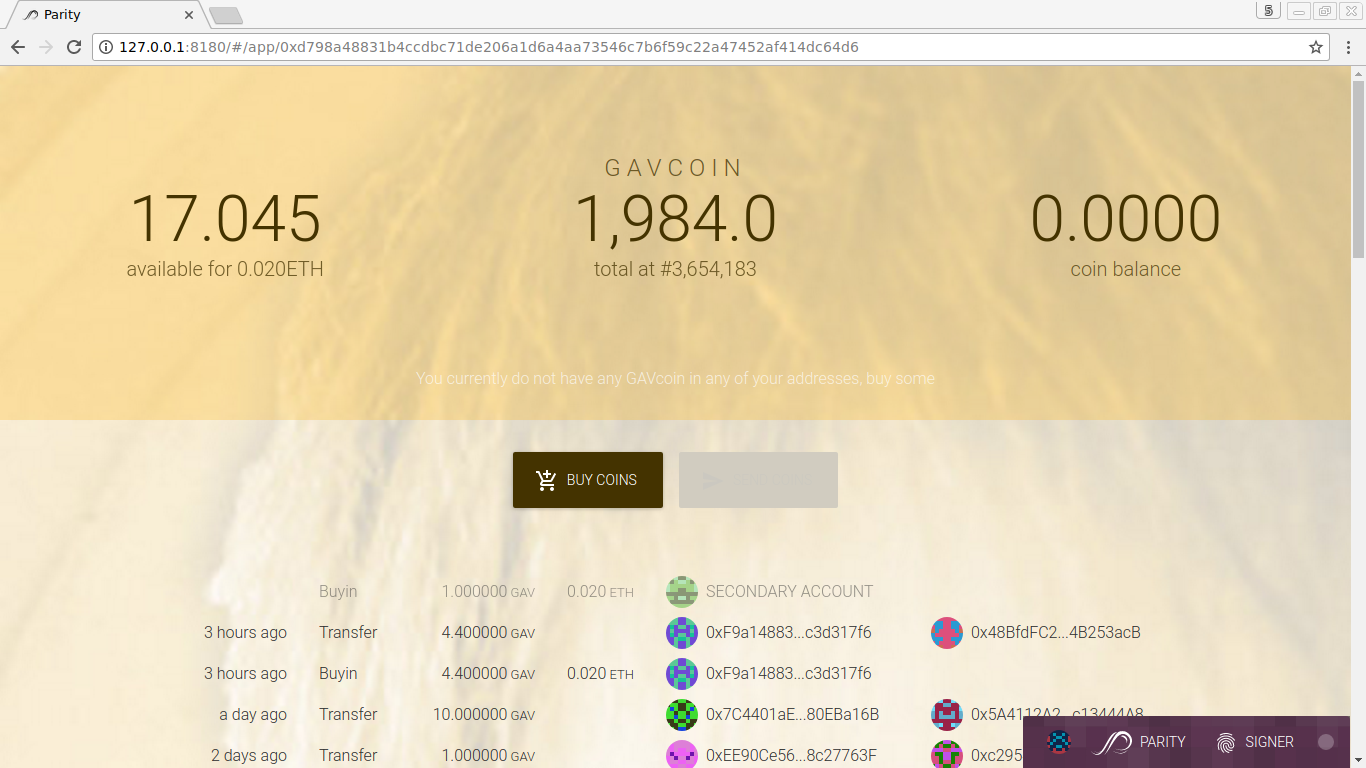 Parity
5
127.0.0.1:8180/#/app/0xd798a48831b4ccdbc71de206a1d6a4aa73546c7b6f59c22a47452af414dc64d6
GAVCOIN
17.045 1,984.0 0.0000
available for 0.020ETH total at #3,654,183 coin balance
You currently do not have any GAVcoin in any of your addresses, buy some
BUY COINS
Buyin 1.000000 GAV 0.020 ETH SECONDARY ACCOUNT
3 hours ago Transfer 4.400000 GAV 0xF9a14883...c3d317f6 0x48BfdFC2...4B253acB
3 hours ago Buyin 4.400000 GAV 0.020 ETH 0xF9a14883...c3d317f6
a day ago Transfer 10.000000 GAV 0x7C4401aE...80EBa16B 0x5A4112A2...c13444A8
2 days ago Transfer 1.000000 GAV 0xEE90Ce56...8c27763F 0xc295
PARITY SIGNER